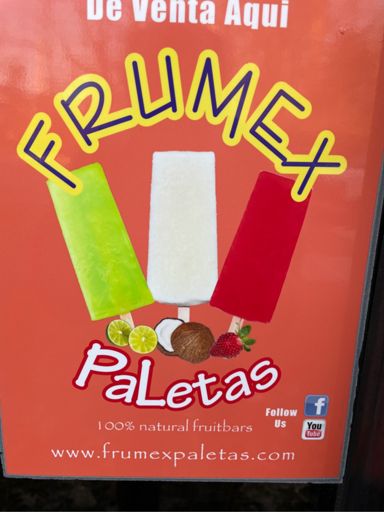 De Venta Aqui
FRUMEX
PaLetas
100% natural fruitbars
Follow
Us
f
You
Tube
www.frumexpaletas.com